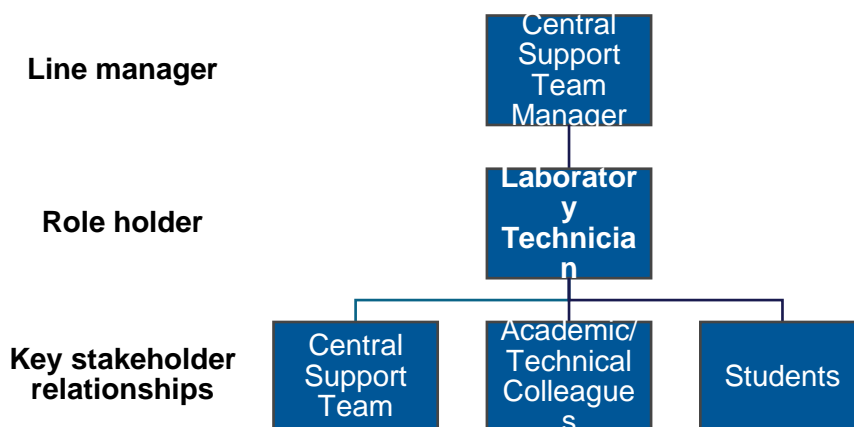 Line manager
Central
Support
Team
Manager
Role holder
Laborator
y
Technicia
n
Key stakeholder
relationships
Central
Support
Team
Academic/
Technical
Colleague
s
Students